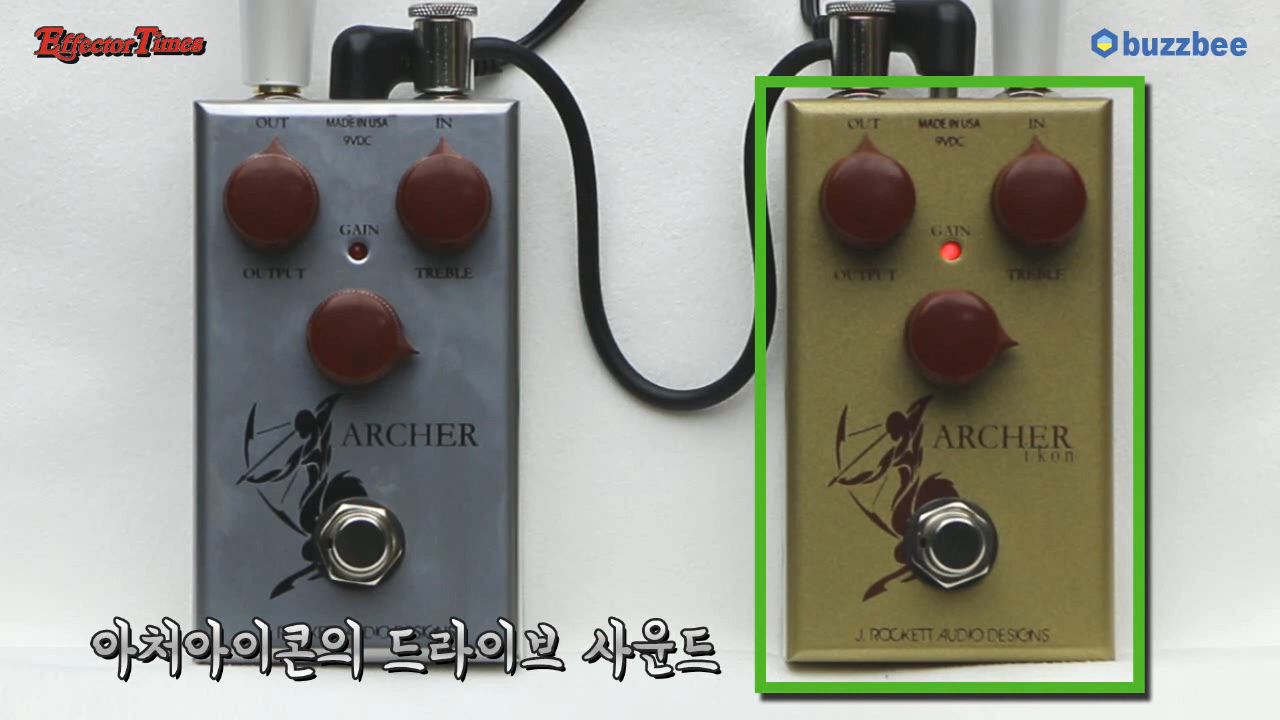 Effector Times
buzzbee
OUT
MADE IN USA
IN
9VDC
GAIN
OUTPUT
TREBLE
ARCHER
OUT
MADE IN USA
IN
9VDC
GAIN
OUTPUT
TREBLE
ARCHER
ikon
J. ROCKETT AUDIO DESIGNS
아처아이콘의 드라이브 사운드